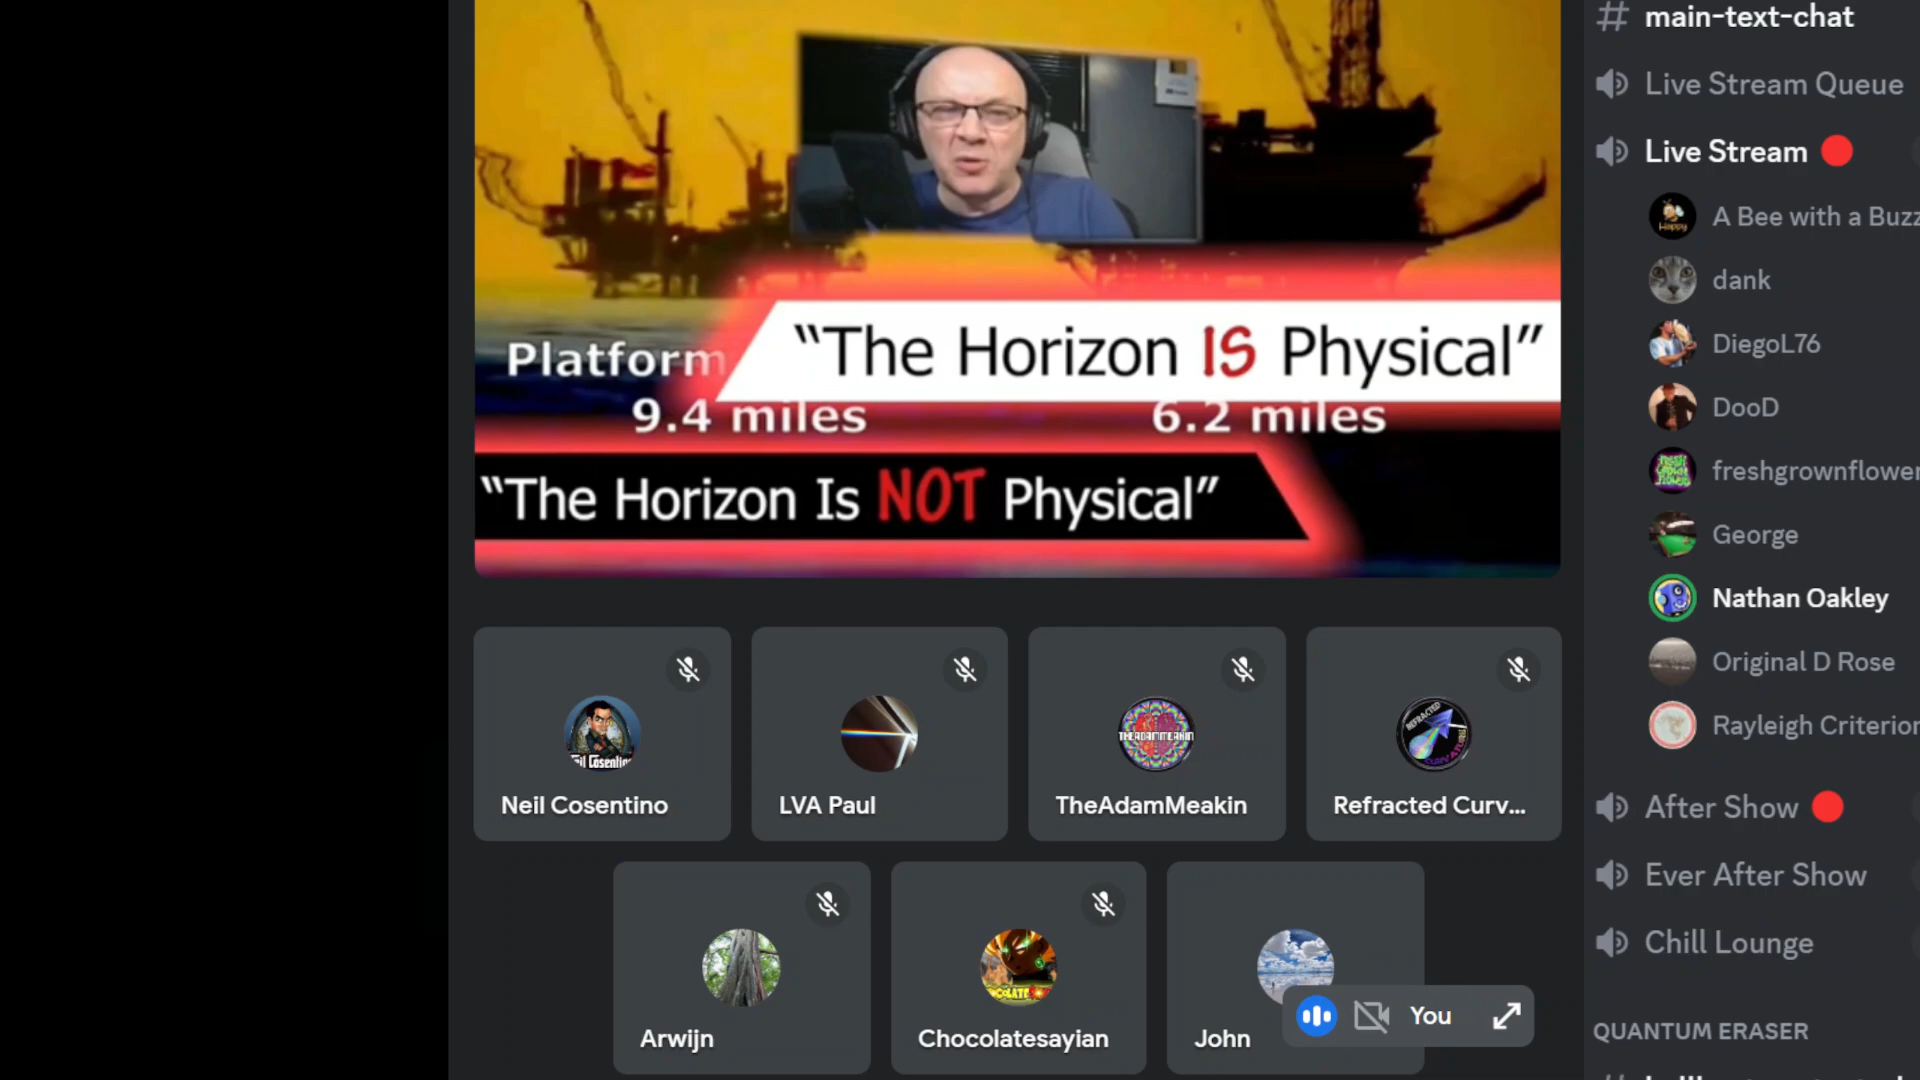 “The Horizon IS Physical”
Platform
9.4 miles
6.2 miles
“The Horizon Is NOT Physical”
Neil Cosentino
LVA Paul
THEADAMMEAKIN
TheAdamMeakin
REFRACTED
Refracted Curv...
Arwijn
Chocolatesayian
John
You
# main-text-chat
Live Stream Queue
Live Stream
Happy
A Bee with a Buzz
dank
DiegoL76
DooD
freshgrownflower
George
Nathan Oakley
Original D Rose
Rayleigh Criterion
After Show
Ever After Show
Chill Lounge
QUANTUM ERASER